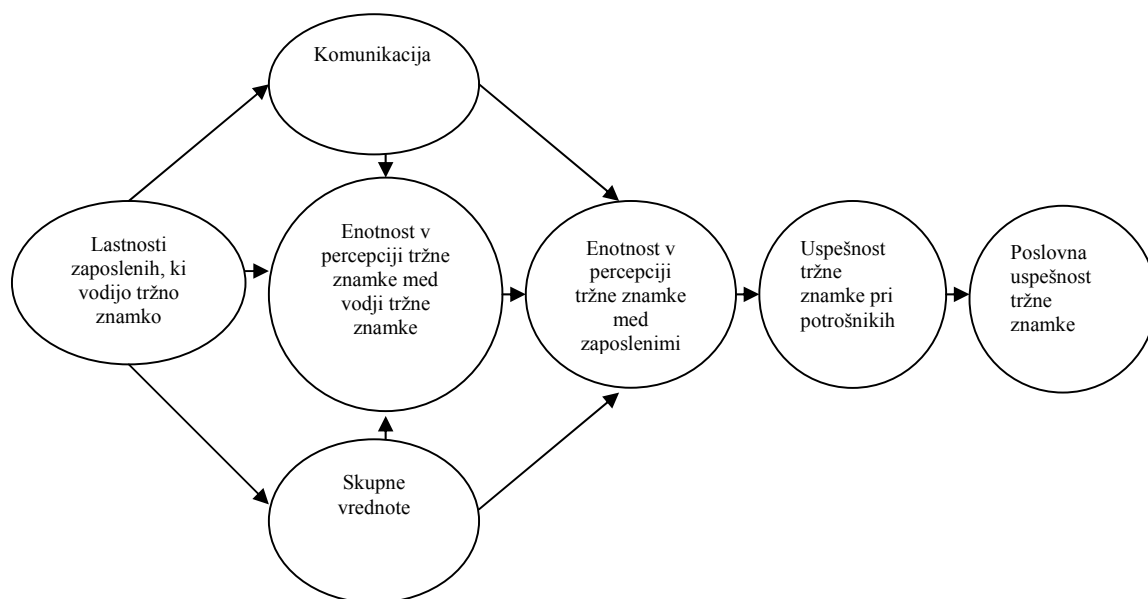 Komunikacija
Lastnosti
zaposlenih, ki
vodijo tržno
znamko
Enotnost v
percepciji tržne
znamke med
vodji tržne
znamke
Enotnost v
percepciji
tržne znamke
med
zaposlenimi
Uspešnost
tržne
znamke pri
potrošnikih
Poslovna
uspešnost
tržne
znamke
Skupne
vrednote